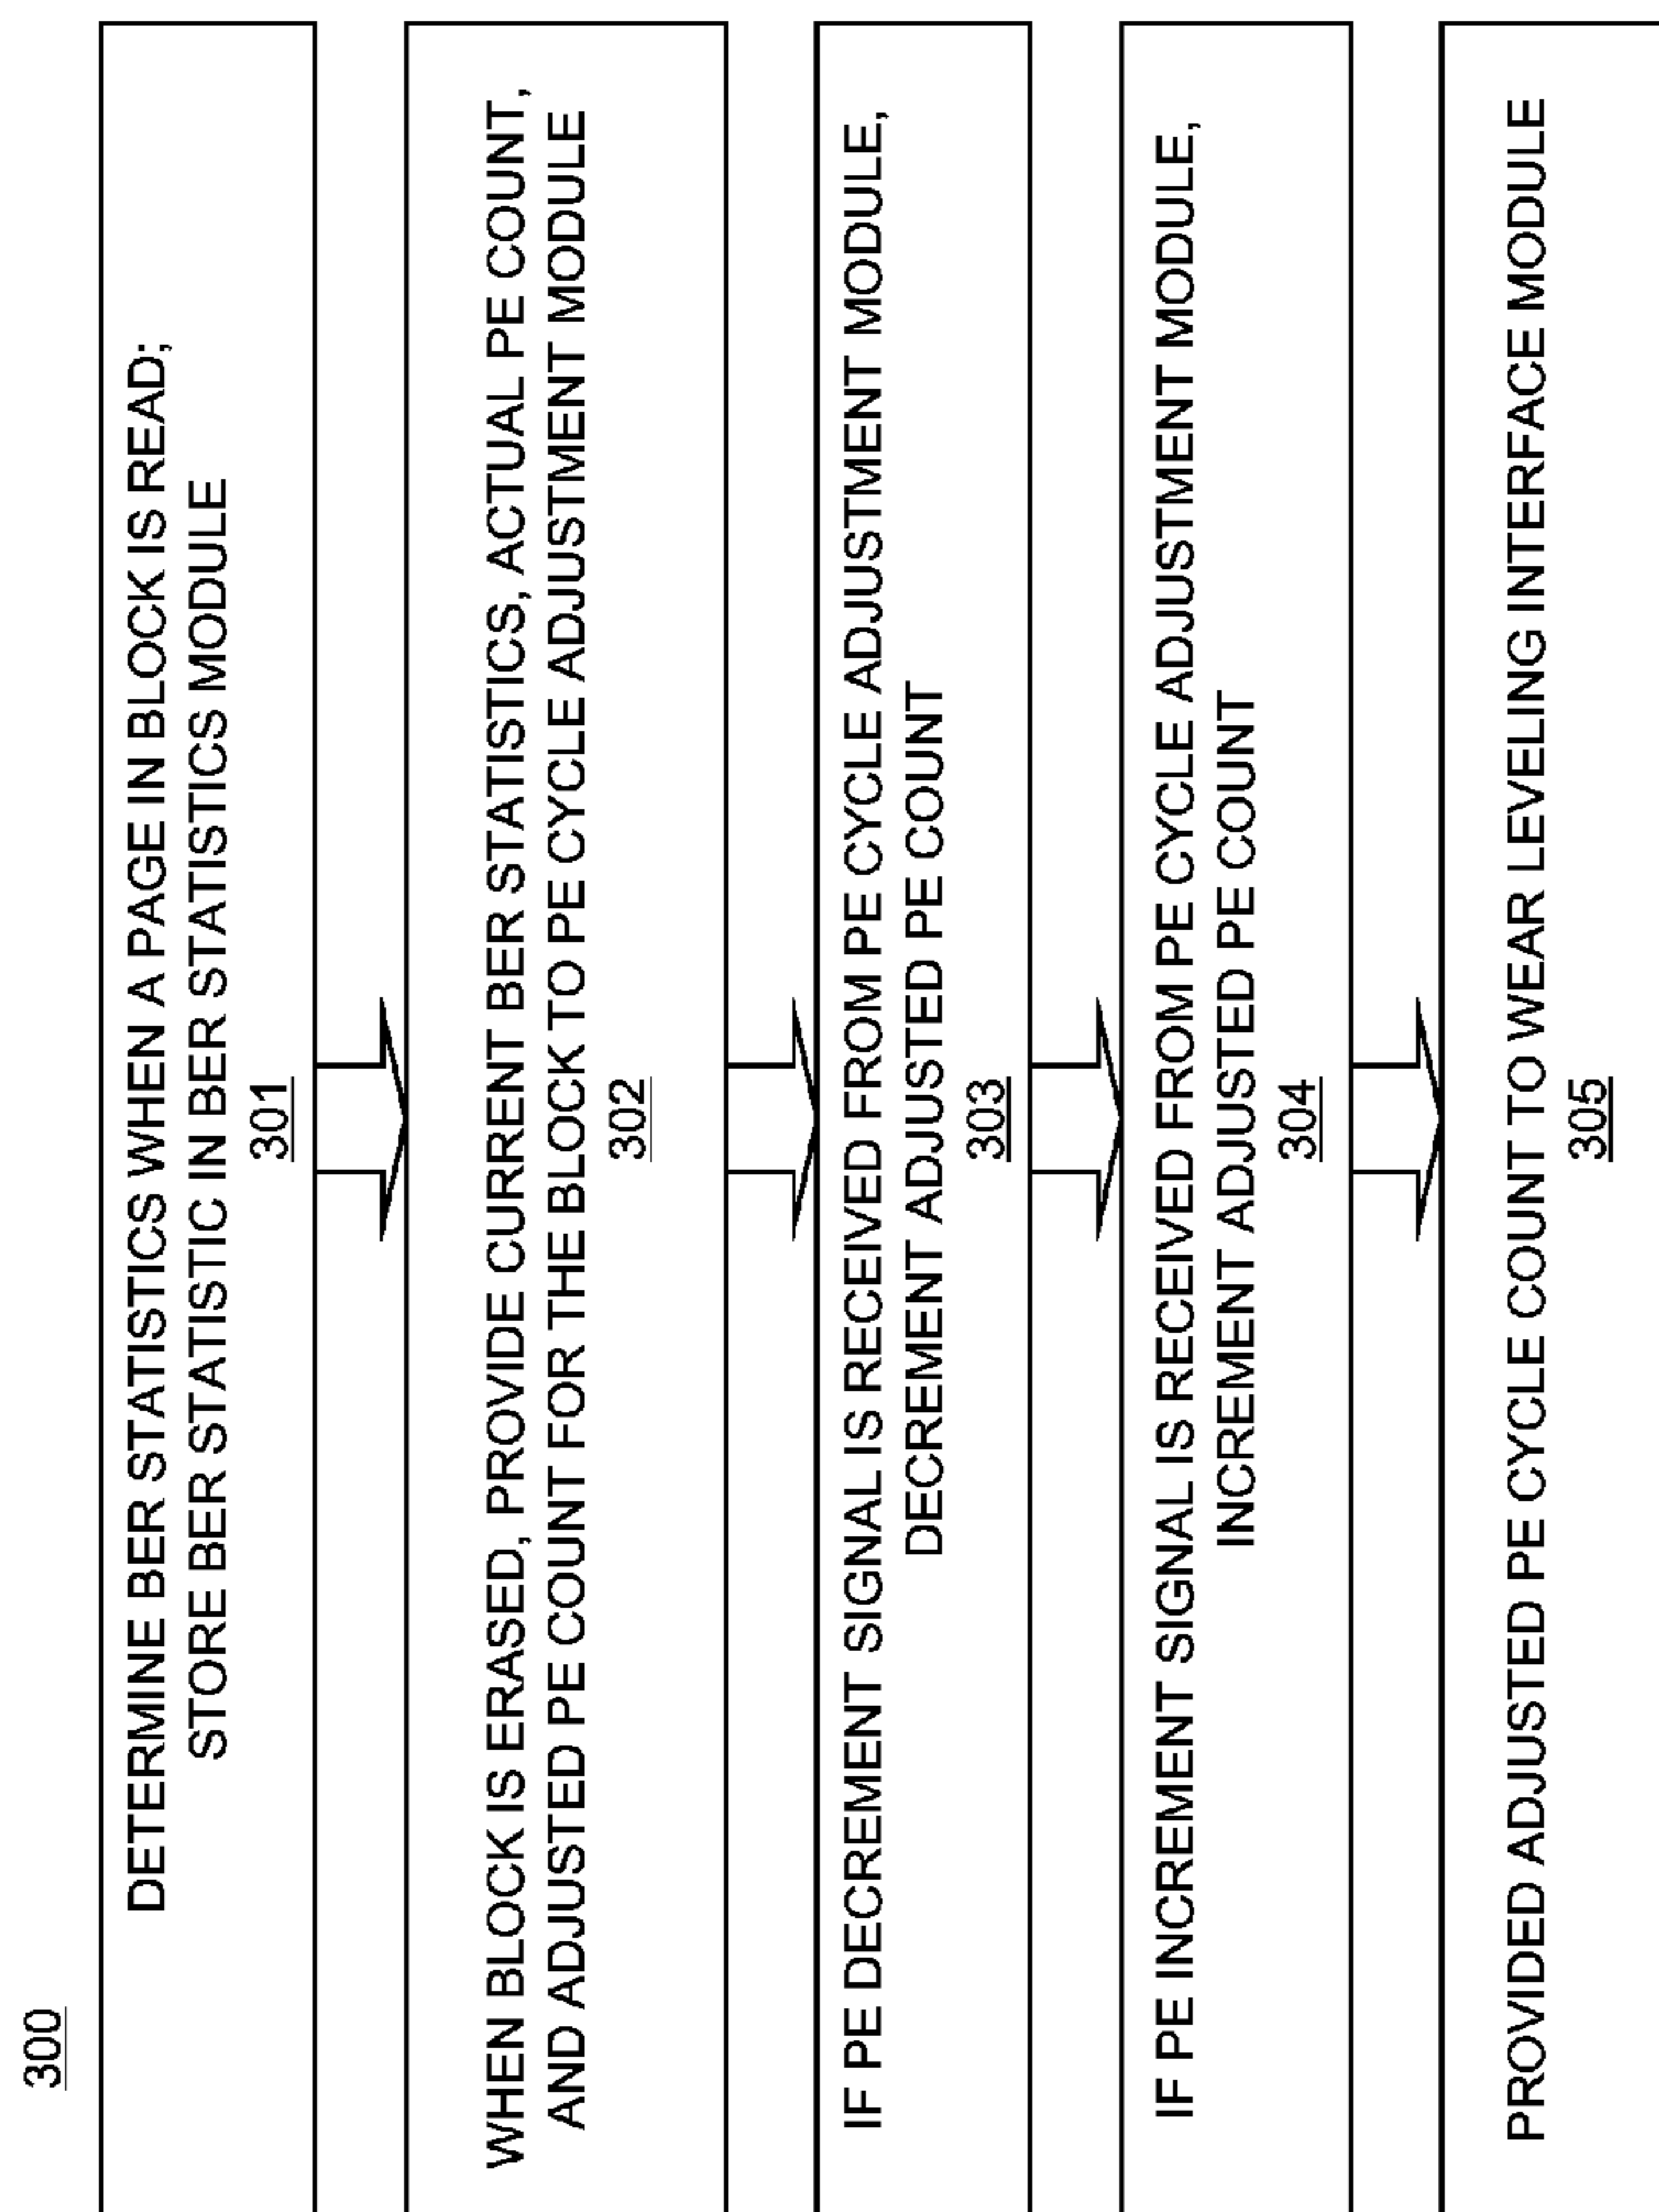 300
DETERMINE BER STATISTICS WHEN A PAGE IN BLOCK IS READ;
STORE BER STATISTIC IN BER STATISTICS MODULE
301
WHEN BLOCK IS ERASED, PROVIDE CURRENT BER STATISTICS, ACTUAL PE COUNT,
AND ADJUSTED PE COUNT FOR THE BLOCK TO PE CYCLE ADJUSTMENT MODULE
302
IF PE DECREMENT SIGNAL IS RECEIVED FROM PE CYCLE ADJUSTMENT MODULE,
DECREMENT ADJUSTED PE COUNT
303
IF PE INCREMENT SIGNAL IS RECEIVED FROM PE CYCLE ADJUSTMENT MODULE,
INCREMENT ADJUSTED PE COUNT
304
PROVIDED ADJUSTED PE CYCLE COUNT TO WEAR LEVELING INTERFACE MODULE
305